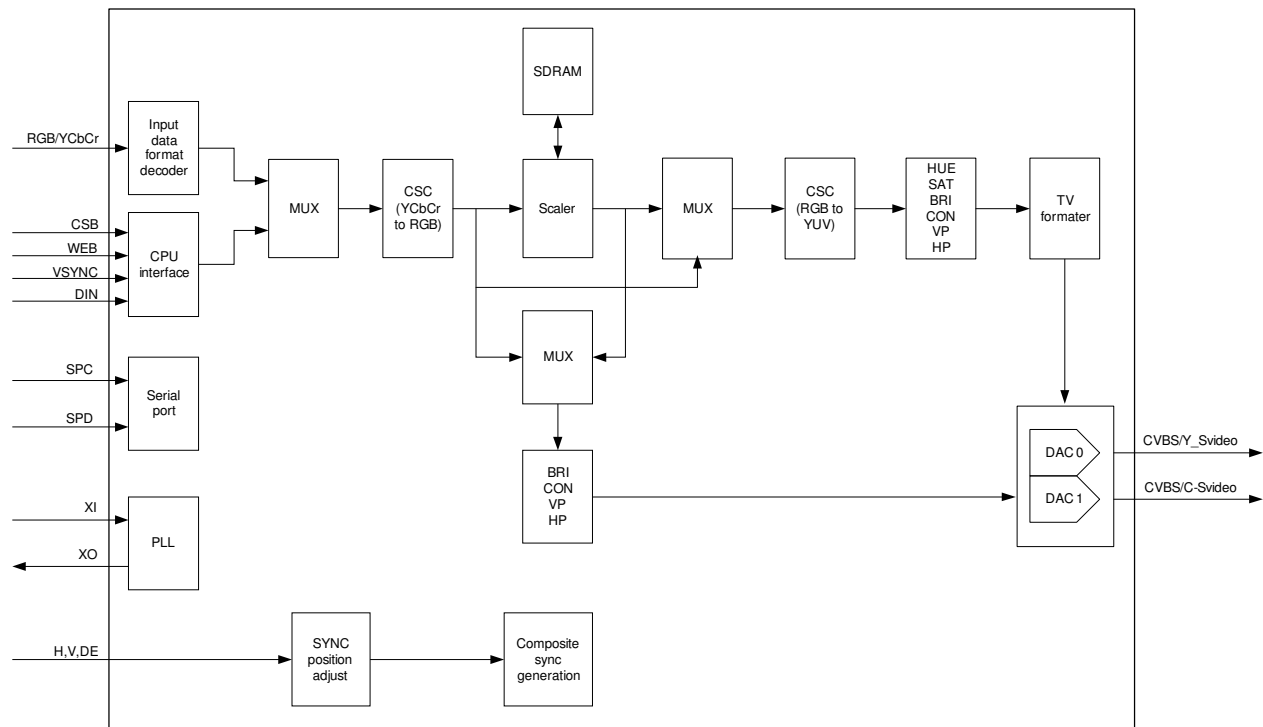 SDRAM
RGB/YCbCr
Input
data
format
decoder
MUX
CSC
(YCbCr
to RGB)
Scaler
MUX
CSC
(RGB to
YUV)
HUE
SAT
BRI
CON
VP
HP
TV
formater
CSB
WEB
VSYNC
DIN
CPU
interface
MUX
SPC
SPD
Serial
port
BRI
CON
VP
HP
DAC 0
DAC 1
CVBS/Y_Svideo
CVBS/C-Svideo
XI
XO
PLL
H,V,DE
SYNC
position
adjust
Composite
sync
generation